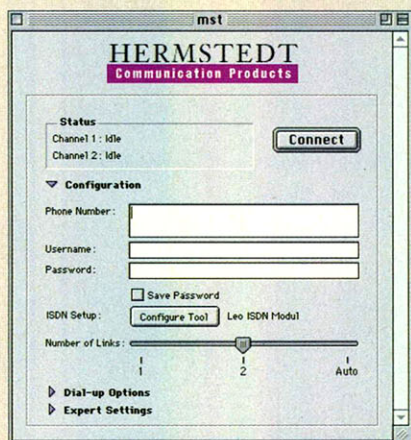 mst
HERMSTEDT
Communication Products
Status
Channel 1 : Idle
Channel 2 : Idle
Connect
Configuration
Phone Number :
Username :
Password :
Save Password
ISDN Setup : Configure Tool Leo ISDN Modul
Number of Links :
1 2 Auto
Dial-up Options
Expert Settings